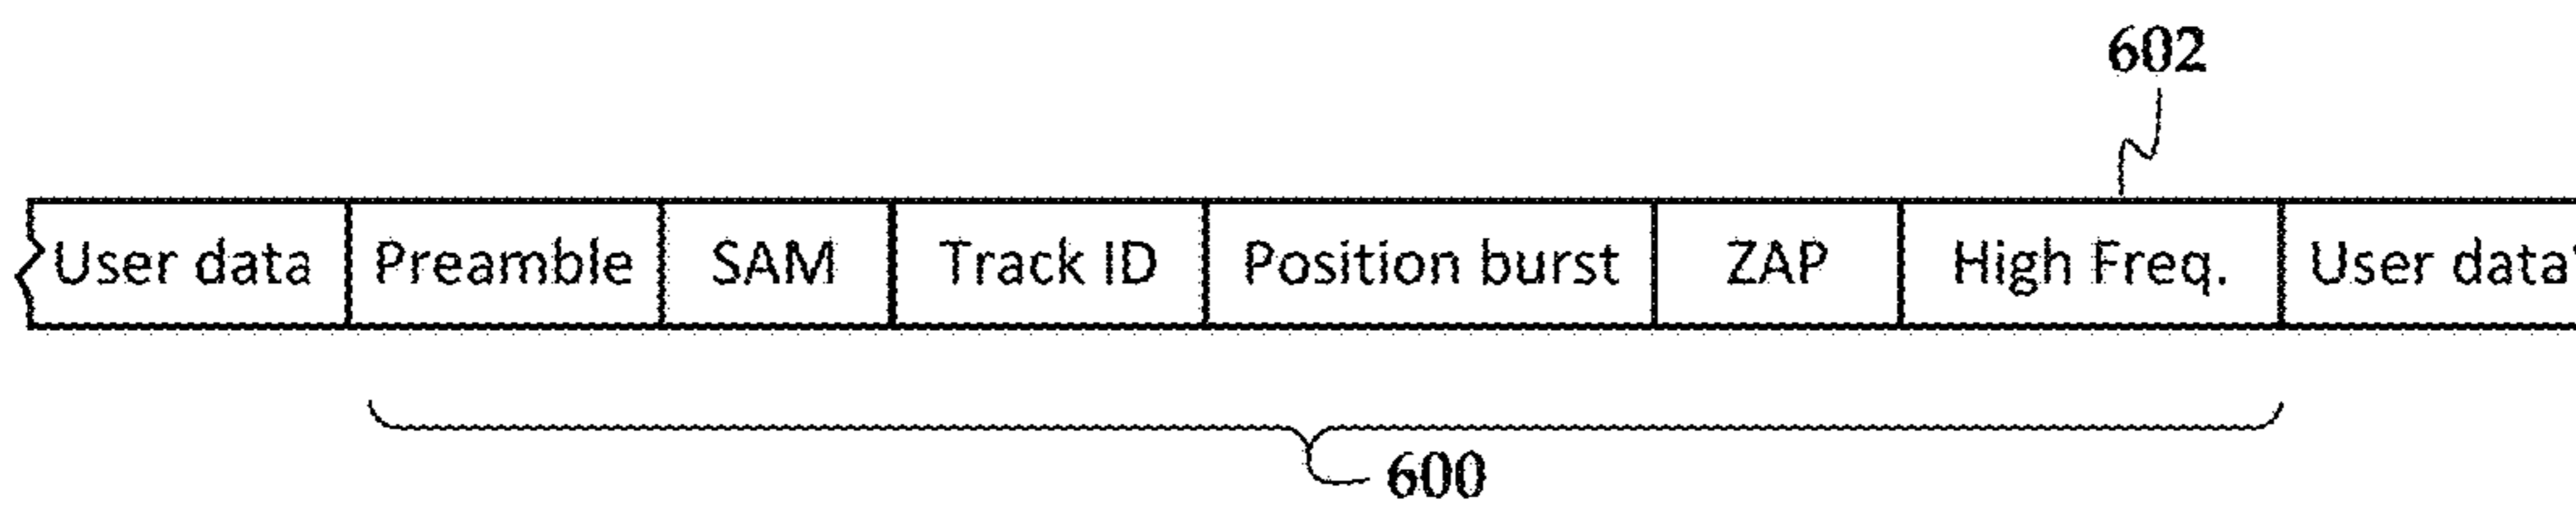 602
User data Preamble SAM Track ID Position burst ZAP High Freq. User data
600